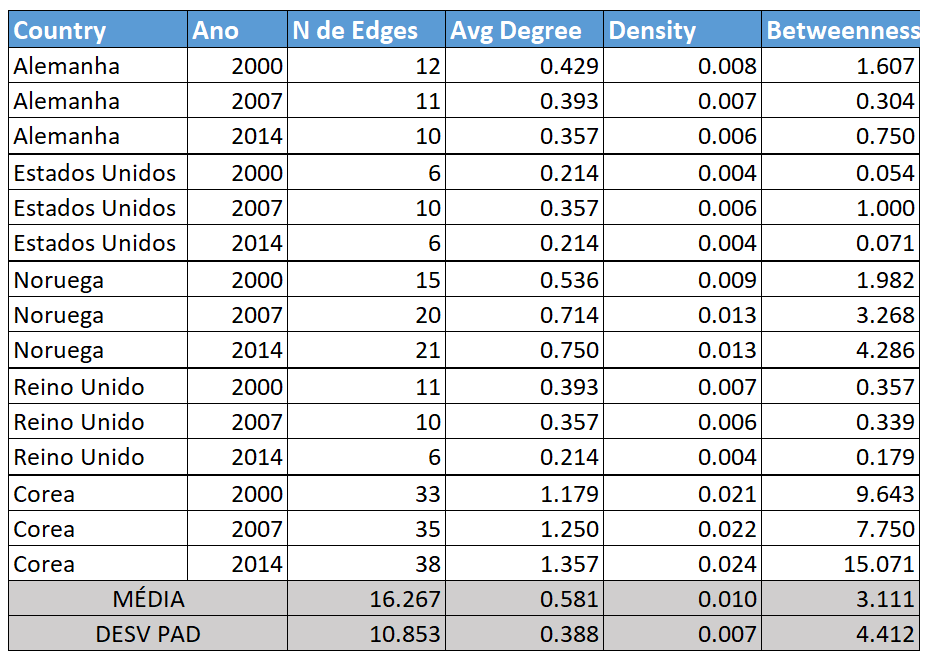 Country Ano N de Edges Avg Degree Density Betweenness
Alemanha 2000 12 0.429 0.008 1.607
Alemanha 2007 11 0.393 0.007 0.304
Alemanha 2014 10 0.357 0.006 0.750
Estados Unidos 2000 6 0.214 0.004 0.054
Estados Unidos 2007 10 0.357 0.006 1.000
Estados Unidos 2014 6 0.214 0.004 0.071
Noruega 2000 15 0.536 0.009 1.982
Noruega 2007 20 0.714 0.013 3.268
Noruega 2014 21 0.750 0.013 4.286
Reino Unido 2000 11 0.393 0.007 0.357
Reino Unido 2007 10 0.357 0.006 0.339
Reino Unido 2014 6 0.214 0.004 0.179
Corea 2000 33 1.179 0.021 9.643
Corea 2007 35 1.250 0.022 7.750
Corea 2014 38 1.357 0.024 15.071
MÉDIA 16.267 0.581 0.010 3.111
DESV PAD 10.853 0.388 0.007 4.412